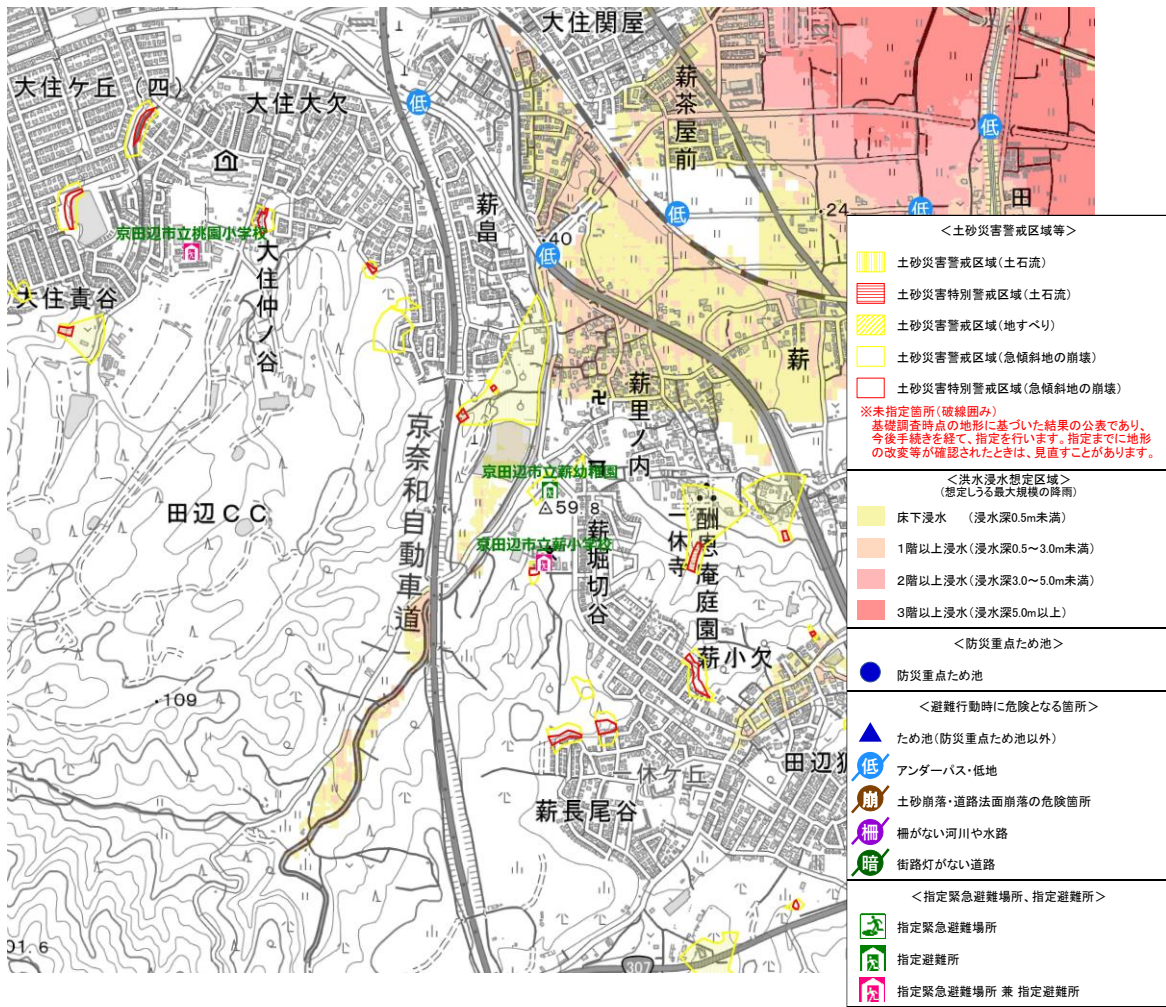 大住関屋
大住ケ丘(四)
大住大欠
薪茶屋前
低
低
田
薪畠
低
低
・24
・40
低
京田辺市立桃園小学校
大住仲ノ谷
大住責谷
薪
薪里ノ内
京奈和自動車道
京田辺市立薪幼稚園
△59.8
田辺CC
酬恩庵庭園
一休寺
京田辺市立薪小学校
薪堀切谷
薪小欠
・109
田辺狐
一休ケ丘
薪長尾谷
01.6
307
<土砂災害警戒区域等>
土砂災害警戒区域(土石流)
土砂災害特別警戒区域(土石流)
土砂災害警戒区域(地すべり)
土砂災害警戒区域(急傾斜地の崩壊)
土砂災害特別警戒区域(急傾斜地の崩壊)
※未指定箇所(破線囲み)
基礎調査時点の地形に基づいた結果の公表であり、
今後手続きを経て、指定を行います。指定までに地形
の改変等が確認されたときは、見直すことがあります。
<洪水浸水想定区域>
(想定しうる最大規模の降雨)
床下浸水 (浸水深0.5m未満)
1階以上浸水(浸水深0.5~3.0m未満)
2階以上浸水(浸水深3.0~5.0m未満)
3階以上浸水(浸水深5.0m以上)
<防災重点ため池>
防災重点ため池
<避難行動時に危険となる箇所>
ため池(防災重点ため池以外)
低 アンダーパス・低地
崩 土砂崩落・道路法面崩落の危険箇所
柵 柵がない河川や水路
暗 街路灯がない道路
<指定緊急避難場所、指定避難所>
指定緊急避難場所
指定避難所
指定緊急避難場所 兼 指定避難所